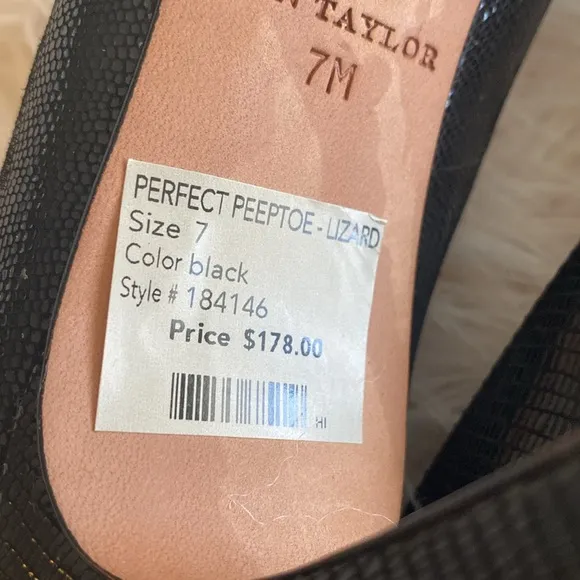 N TAYLOR
7M
PERFECT PEEPTOE - LIZARD
Size 7
Color black
Style # 184146
Price $178.00
HI